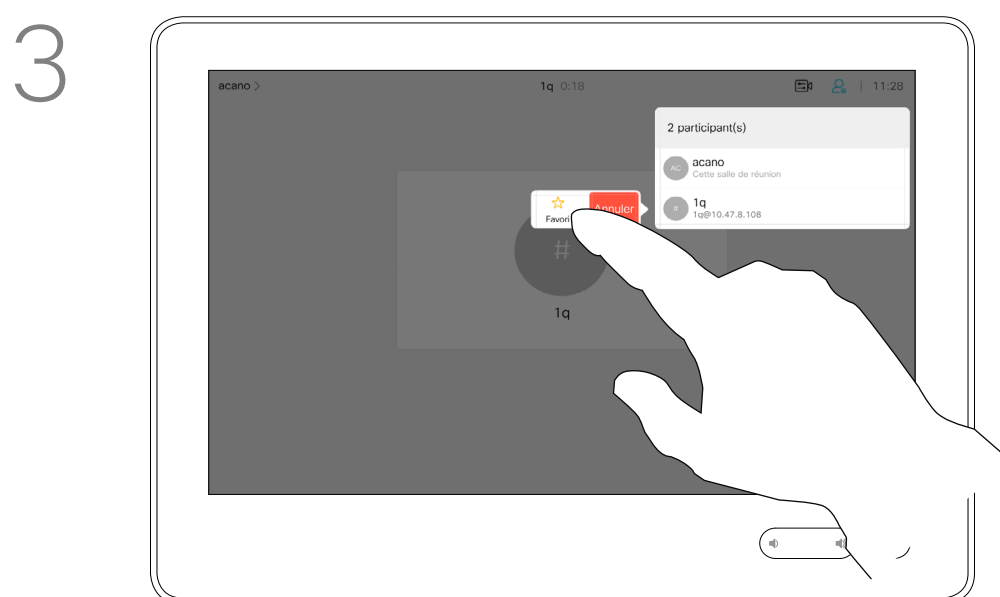 3
acano >
1q 0:18
11:28
2 participant(s)
AC
acano
Cette salle de réunion
#
1q
1q@10.47.8.108
Annuler
#
1q